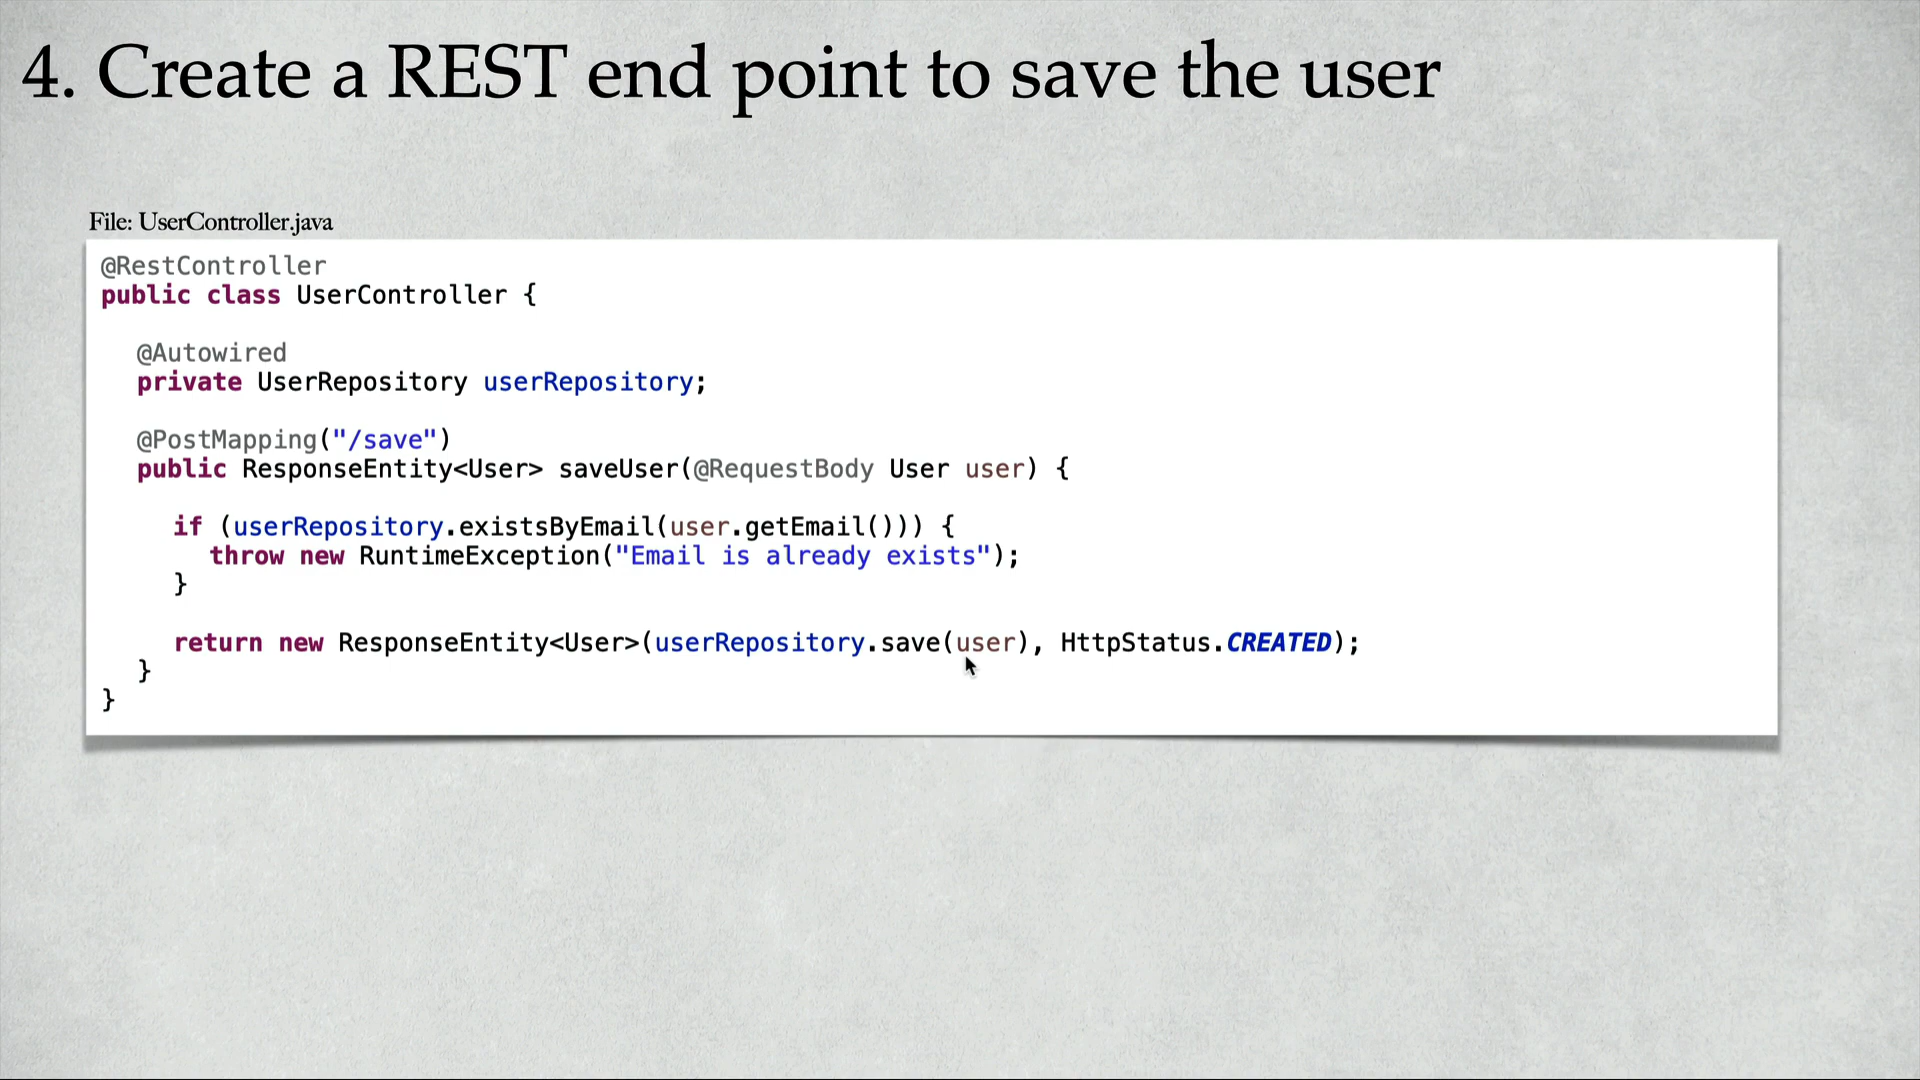 4. Create a REST end point to save the user
File: UserController.java
@RestController
public class UserController {
@Autowired
private UserRepository userRepository;
@PostMapping("/save")
public ResponseEntity<User> saveUser(@RequestBody User user) {
if (userRepository.existsByEmail(user.getEmail())) {
throw new RuntimeException("Email is already exists");
}
return new ResponseEntity<User>(userRepository.save(user), HttpStatus.CREATED);
}
}